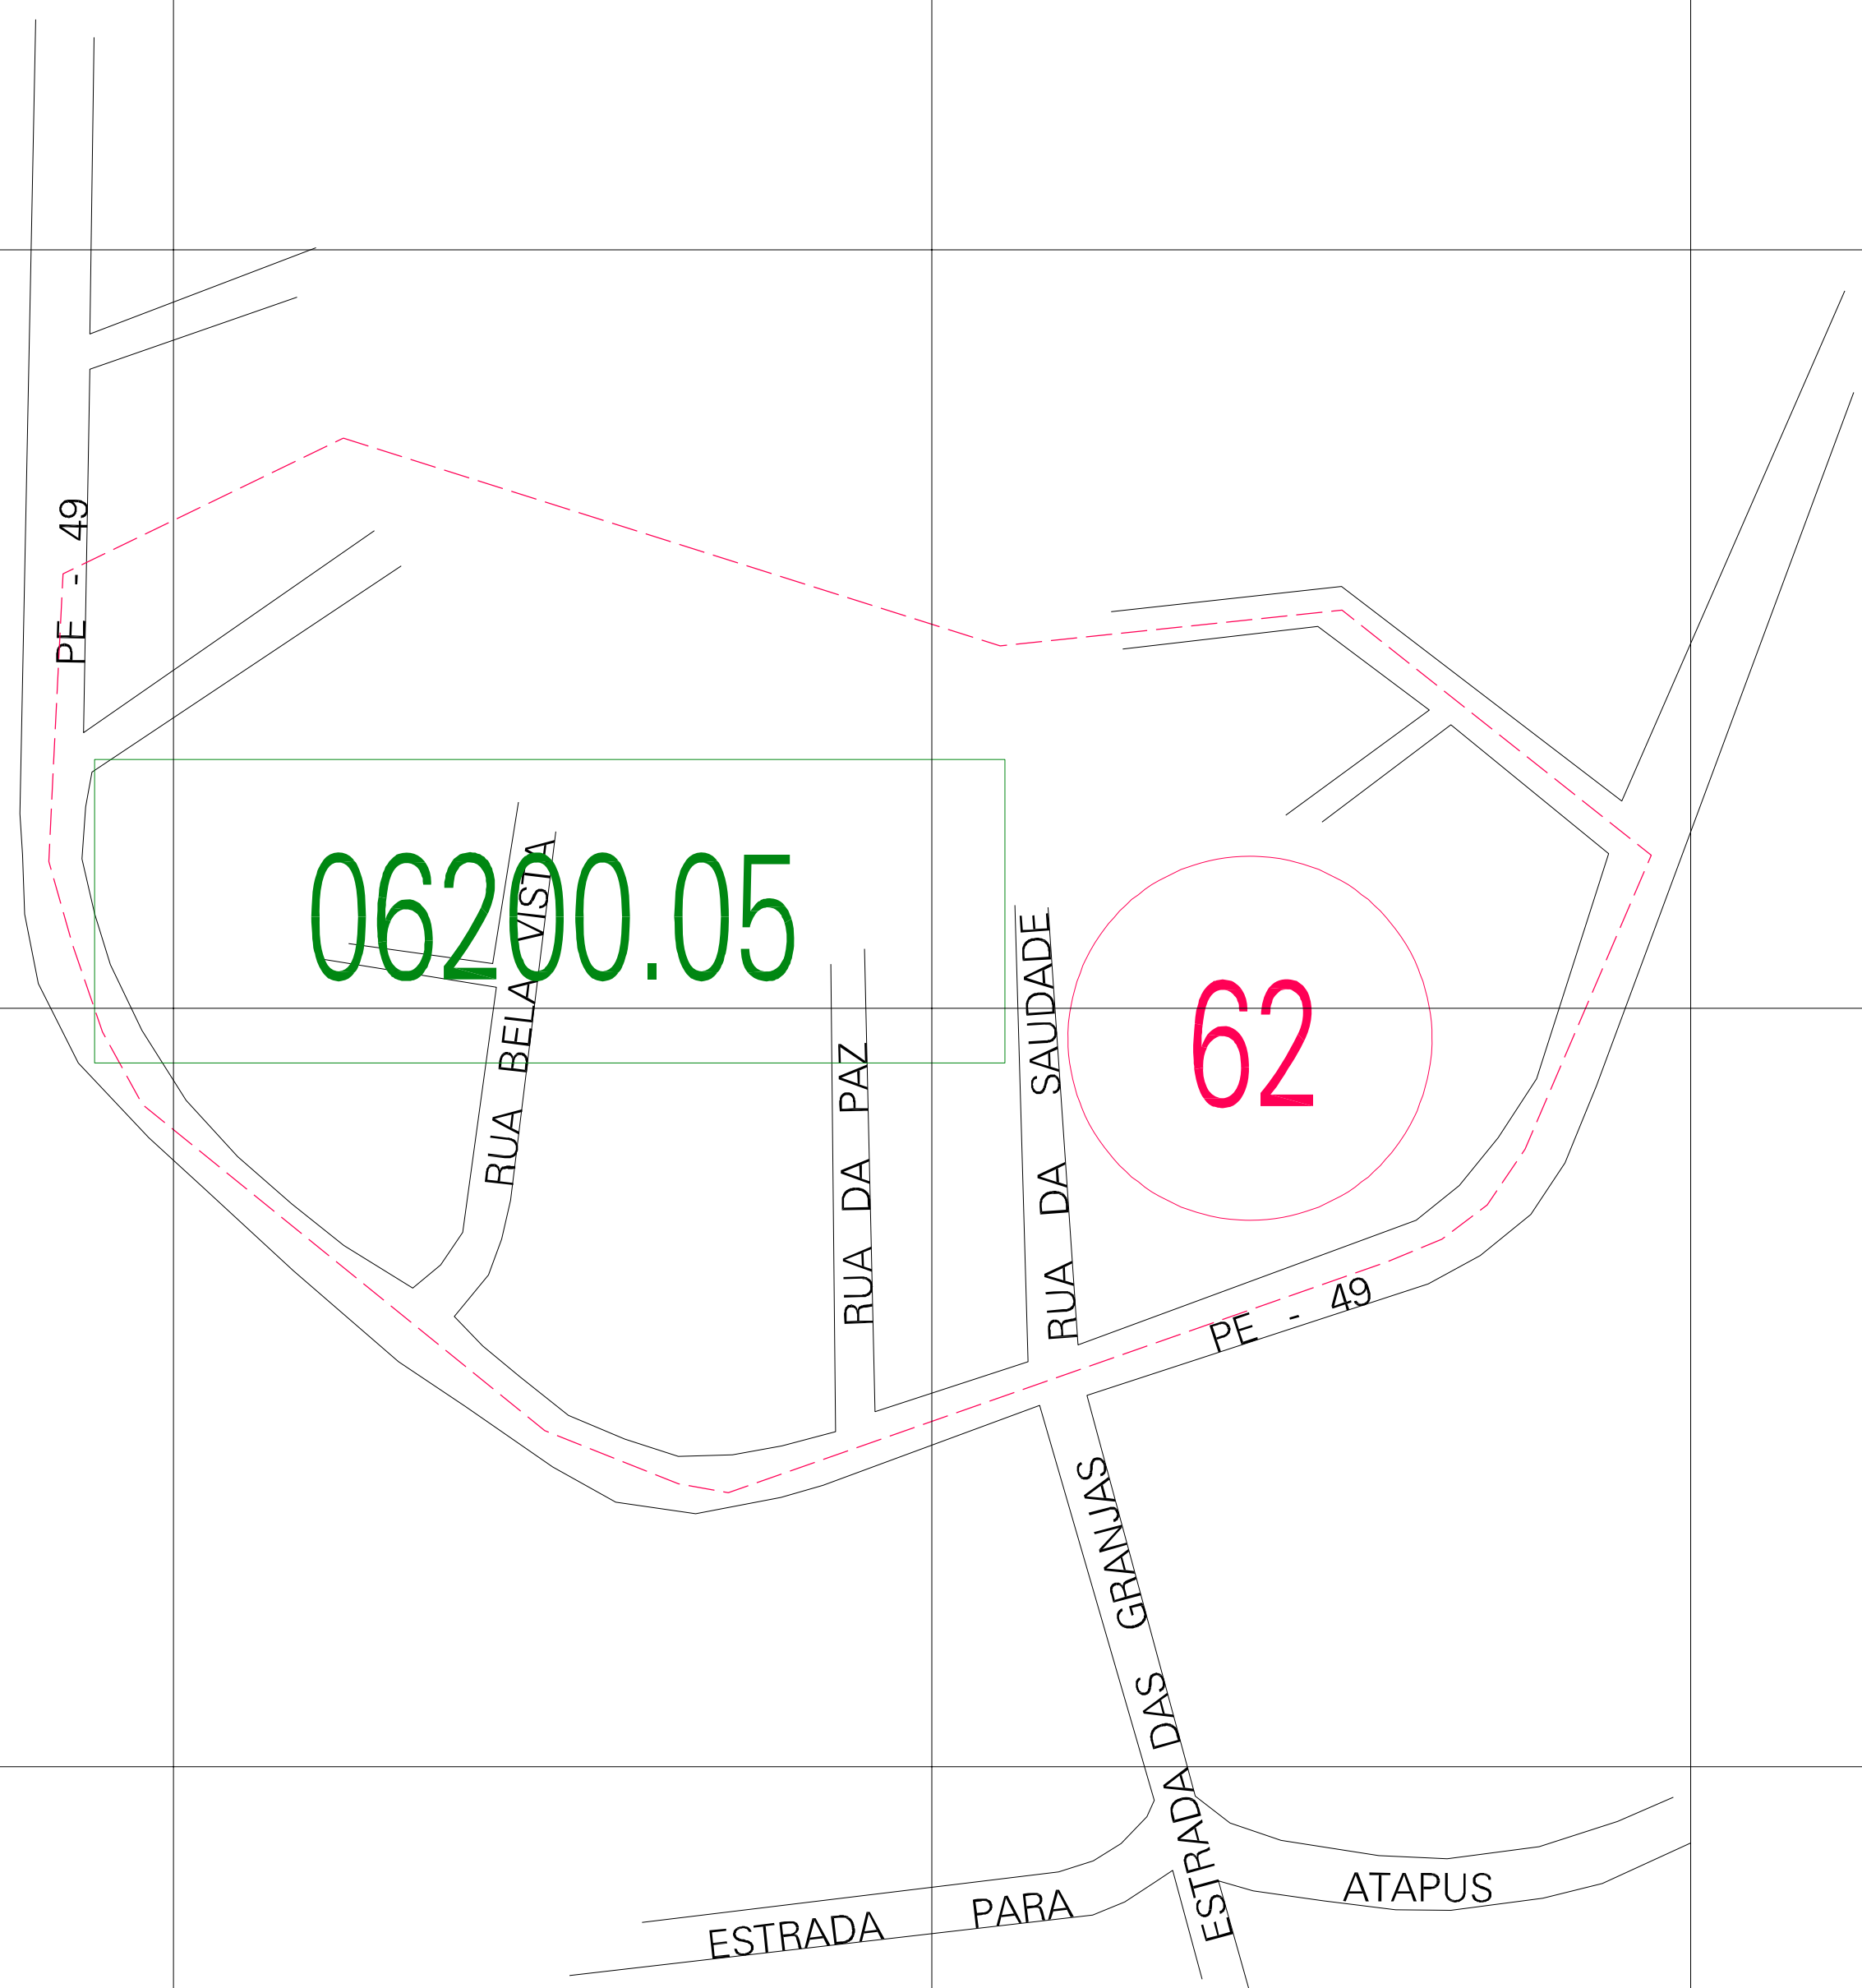 PE - 49
06200.05
RUA BELA VISTA
RUA DA PAZ
RUA DA SAUDADE
62
PE - 49
ESTRADA DAS GRANJAS
ESTRADA PARA ATAPUS